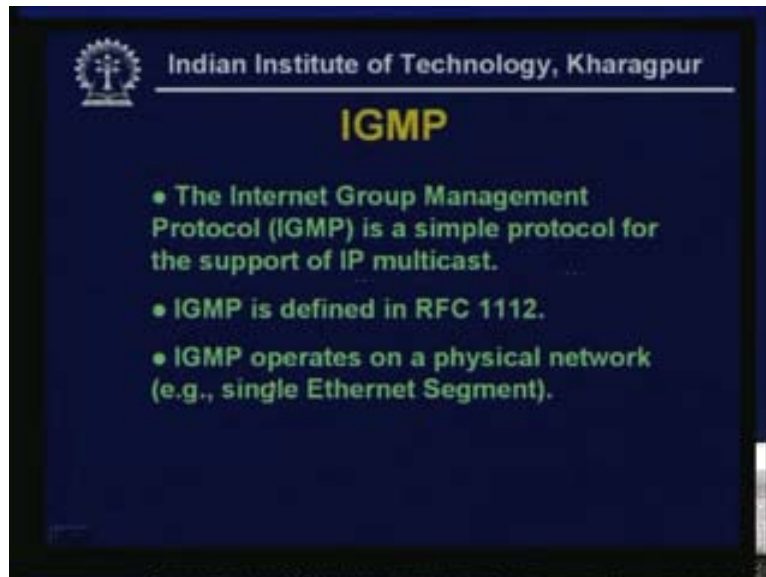 Indian Institute of Technology, Kharagpur
IGMP
• The Internet Group Management
Protocol (IGMP) is a simple protocol for
the support of IP multicast.
• IGMP is defined in RFC 1112.
• IGMP operates on a physical network
(e.g., single Ethernet Segment).